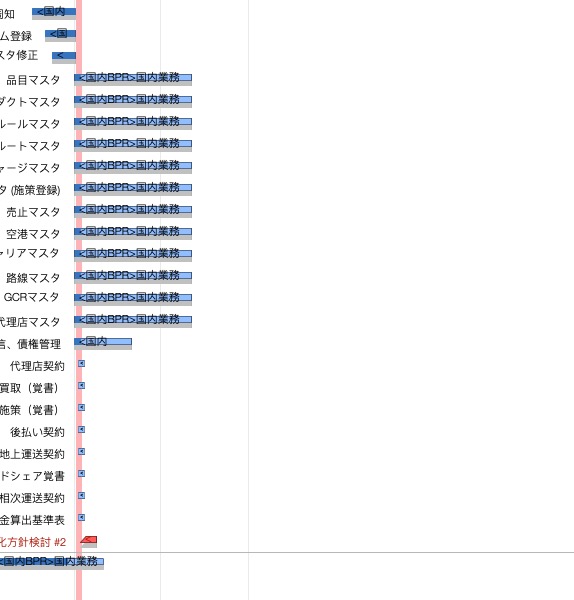 周知 <国内
ム登録 <国
スタ修正 <
品目マスタ <国内BPR>国内業務
ダクトマスタ <国内BPR>国内業務
ルールマスタ <国内BPR>国内業務
ルートマスタ <国内BPR>国内業務
ャージマスタ <国内BPR>国内業務
タ (施策登録) <国内BPR>国内業務
売止マスタ <国内BPR>国内業務
空港マスタ <国内BPR>国内業務
ャリアマスタ <国内BPR>国内業務
路線マスタ <国内BPR>国内業務
GCRマスタ <国内BPR>国内業務
代理店マスタ <国内BPR>国内業務
、債権管理 <国内
代理店契約
買取（覚書）
施策（覚書）
後払い契約
地上運送契約
ドシェア覚書
相次運送契約
金算出基準表
化方針検討 #2
<国内BPR>国内業務